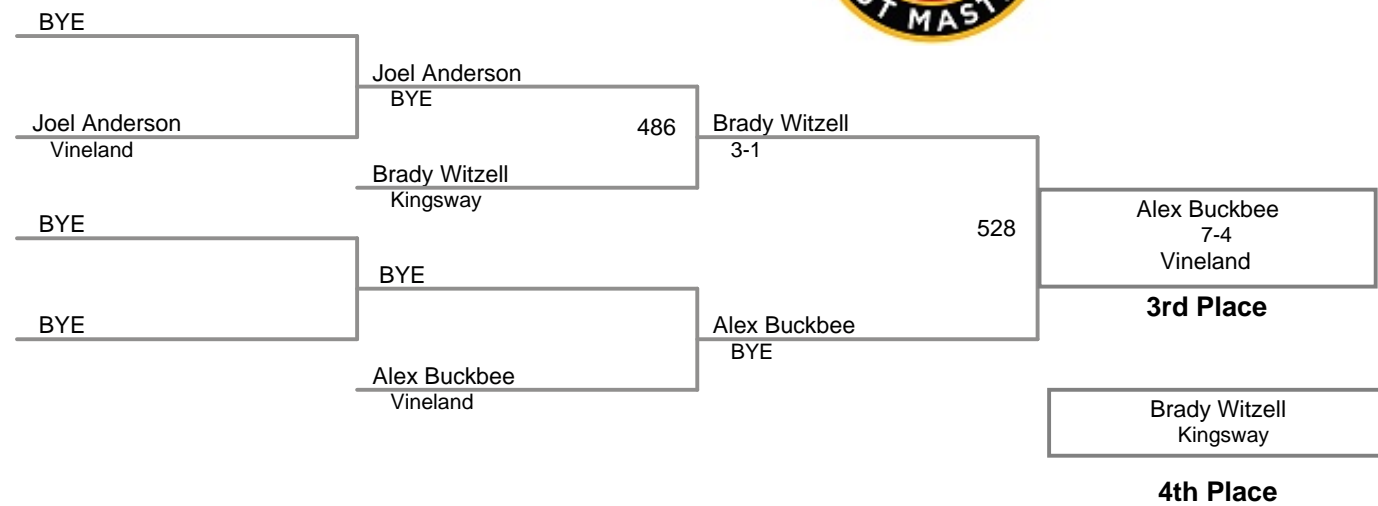 BYE
Joel Anderson
Vineland
BYE
BYE
Joel Anderson
BYE
486
Brady Witzell
Kingsway
BYE
Alex Buckbee
Vineland
Brady Witzell
3-1
528
Alex Buckbee
BYE
Alex Buckbee
7-4
Vineland
3rd Place
Brady Witzell
Kingsway
4th Place